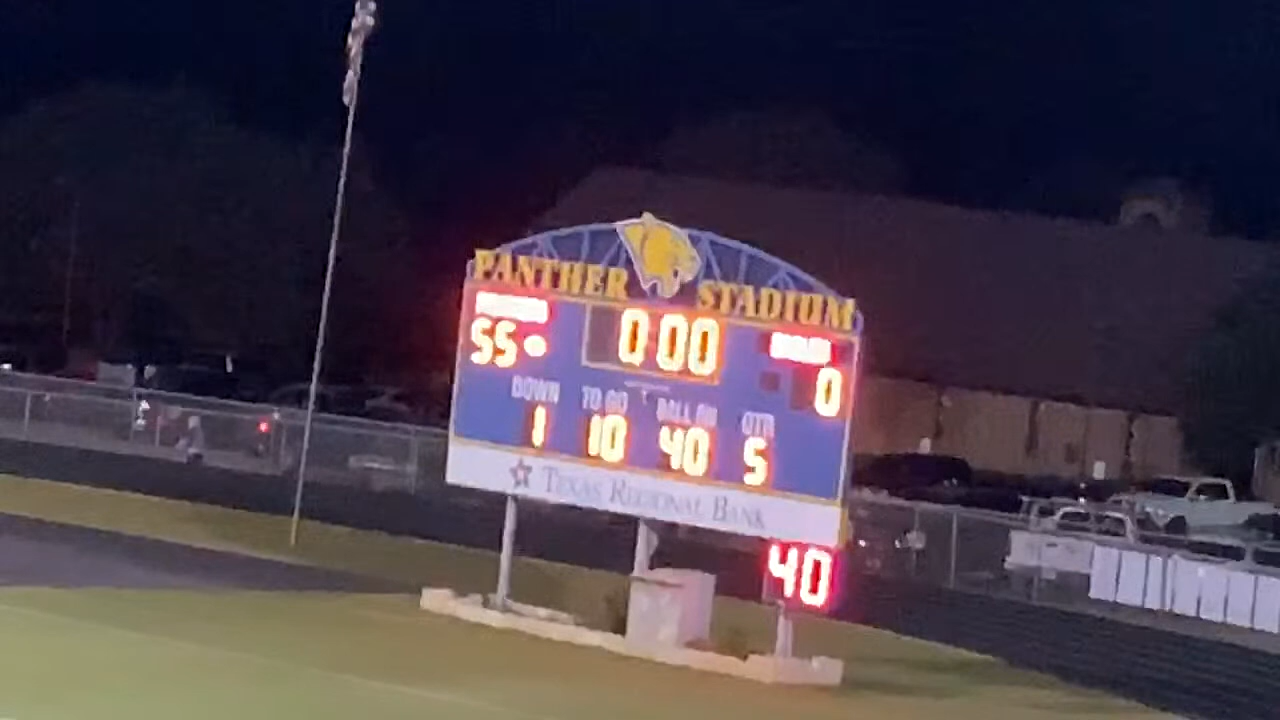 PANTHER STADIUM
55 0:00 0
DOWN TO GO BALL ON QTR
1 10 40 5
TEXAS REGIONAL BANK
40